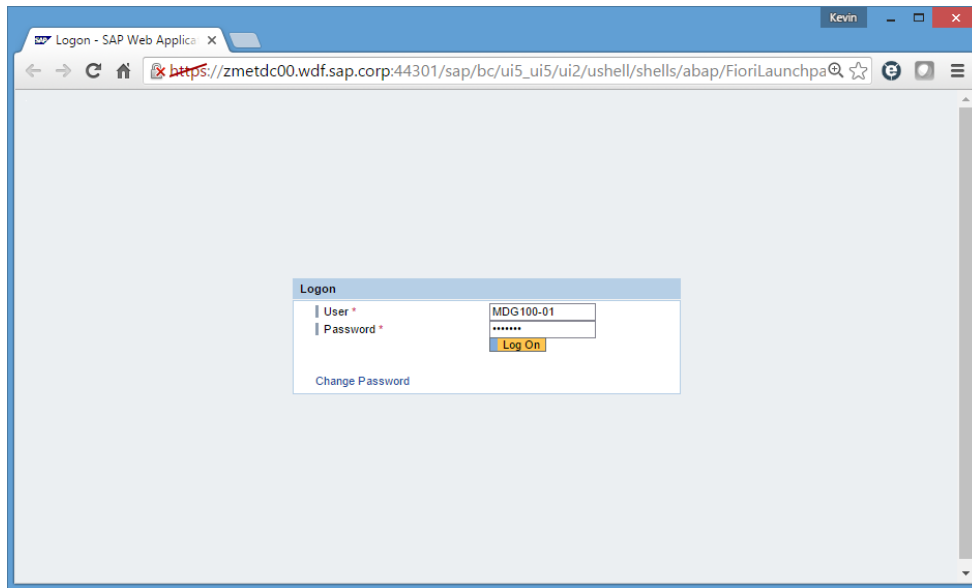 Kevin
SAP Logon - SAP Web Applica
https://zmetdc00.wdf.sap.corp:44301/sap/bc/ui5_ui5/ui2/ushell/shells/abap/FioriLaunchpa
Logon
User * MDG100-01
Password * •••••••
Log On
Change Password